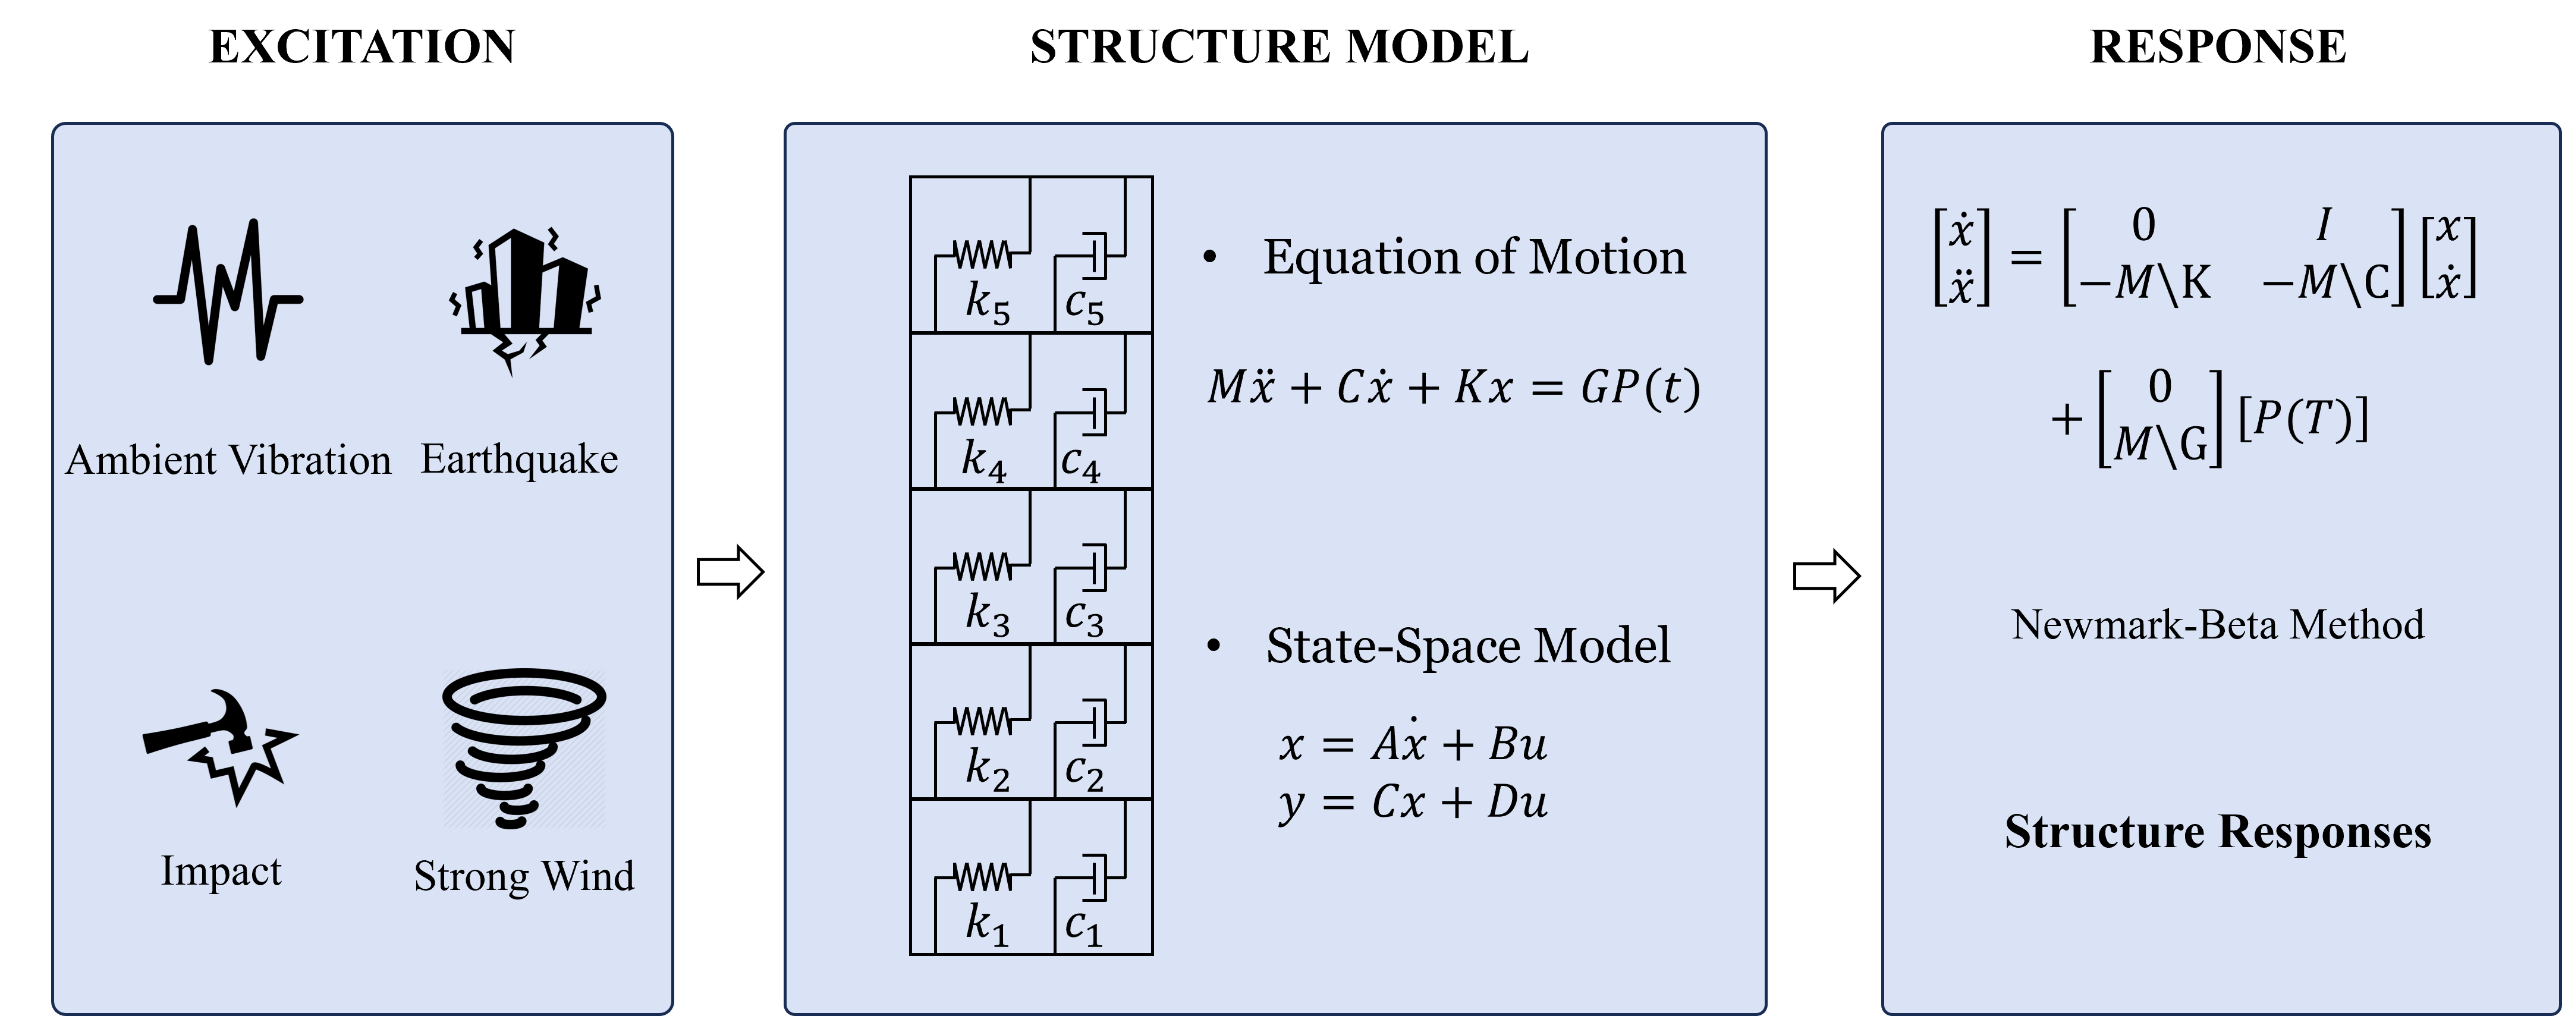 EXCITATION
Ambient Vibration
Earthquake
Impact
Strong Wind
STRUCTURE MODEL
k₅ c₅
k₄ c₄
k₃ c₃
k₂ c₂
k₁ c₁
• Equation of Motion
Mẍ + Cẋ + Kx = GP(t)
• State-Space Model
x = Aẋ + Bu
y = Cx + Du
RESPONSE
[ẋ; ẍ] = [0 I; −M\K −M\C] [x; ẋ]
+ [0; M\G] [P(T)]
Newmark-Beta Method
Structure Responses